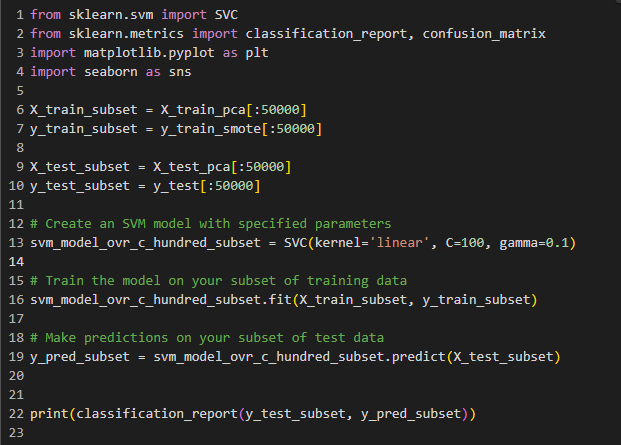 1 from sklearn.svm import SVC
2 from sklearn.metrics import classification_report, confusion_matrix
3 import matplotlib.pyplot as plt
4 import seaborn as sns
5
6 X_train_subset = X_train_pca[:50000]
7 y_train_subset = y_train_smote[:50000]
8
9 X_test_subset = X_test_pca[:50000]
10 y_test_subset = y_test[:50000]
11
12 # Create an SVM model with specified parameters
13 svm_model_ovr_c_hundred_subset = SVC(kernel='linear', C=100, gamma=0.1)
14
15 # Train the model on your subset of training data
16 svm_model_ovr_c_hundred_subset.fit(X_train_subset, y_train_subset)
17
18 # Make predictions on your subset of test data
19 y_pred_subset = svm_model_ovr_c_hundred_subset.predict(X_test_subset)
20
21
22 print(classification_report(y_test_subset, y_pred_subset))
23